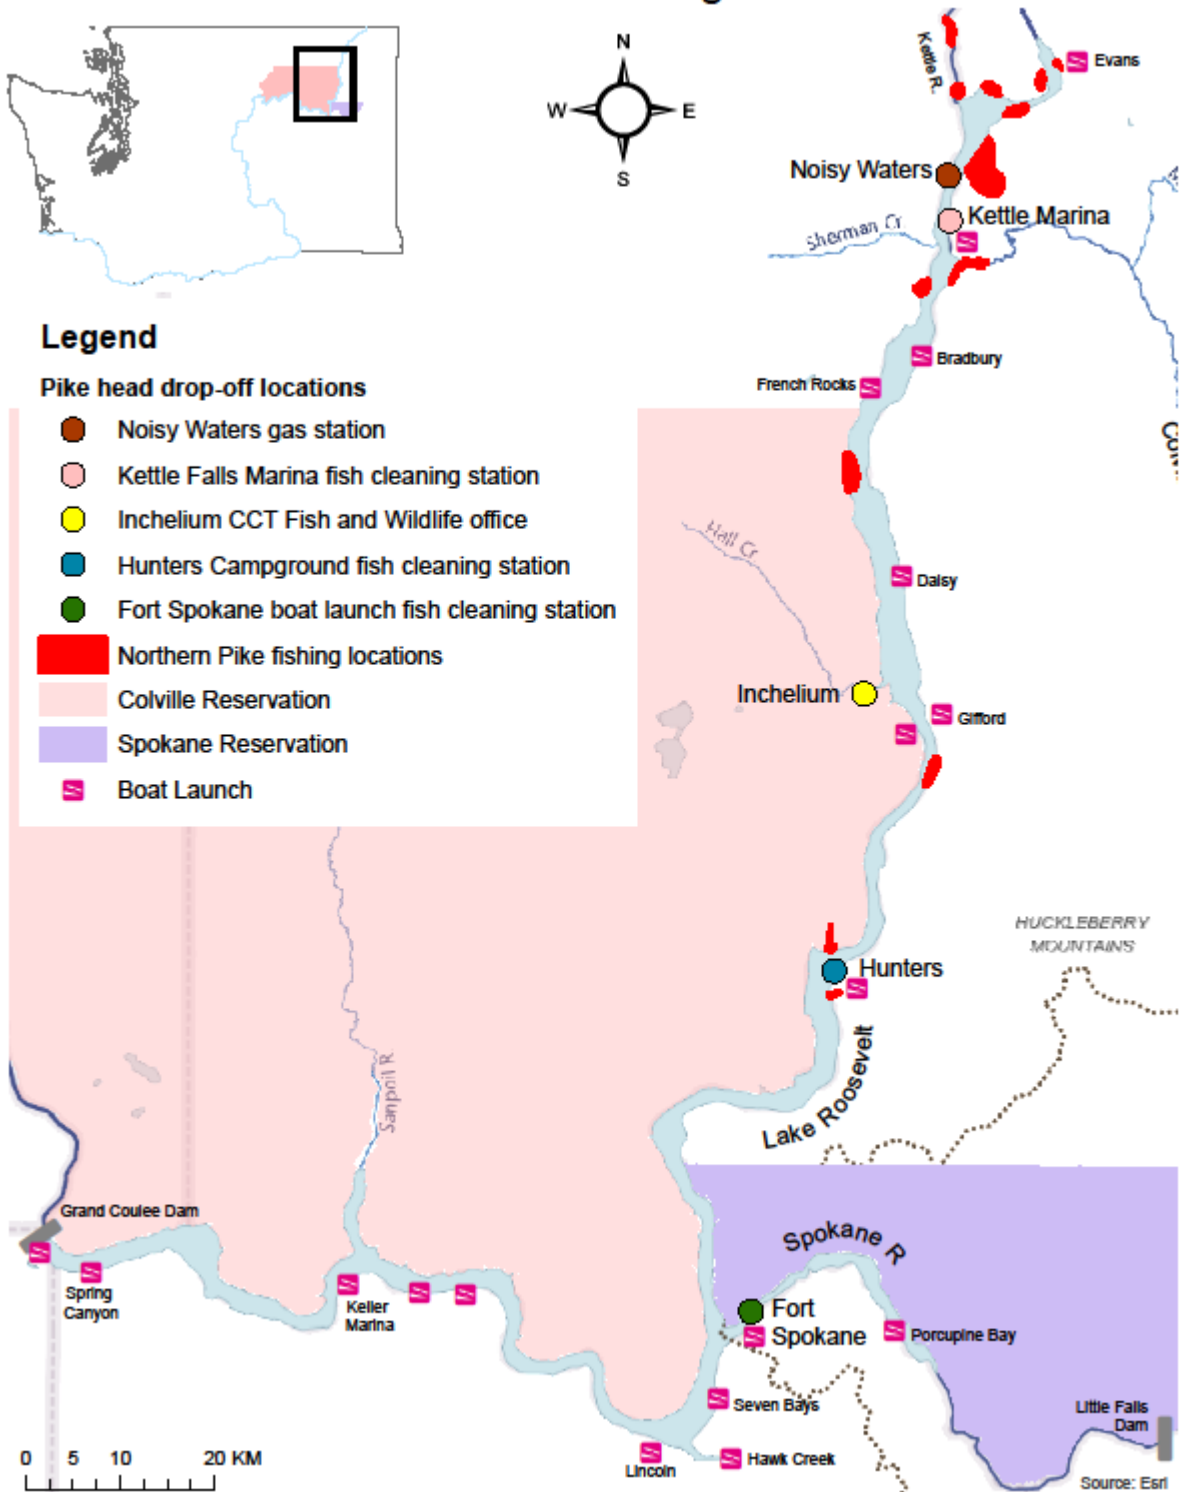 N
W
E
S
Kettle R.
Evans
Noisy Waters
Kettle Marina
Sherman Cr
Legend
Pike head drop-off locations
Noisy Waters gas station
Kettle Falls Marina fish cleaning station
Inchelium CCT Fish and Wildlife office
Hunters Campground fish cleaning station
Fort Spokane boat launch fish cleaning station
Northern Pike fishing locations
Colville Reservation
Spokane Reservation
Boat Launch
Bradbury
French Rocks
Hall Cr
Daisy
Inchelium
Gifford
HUCKLEBERRY
MOUNTAINS
Hunters
Lake Roosevelt
Sanpoil R
Grand Coulee Dam
Spring
Canyon
Keller
Marina
Spokane R
Fort
Spokane
Porcupine Bay
Seven Bays
Little Falls
Dam
Lincoln
Hawk Creek
0 5 10 20 KM
Source: Esri